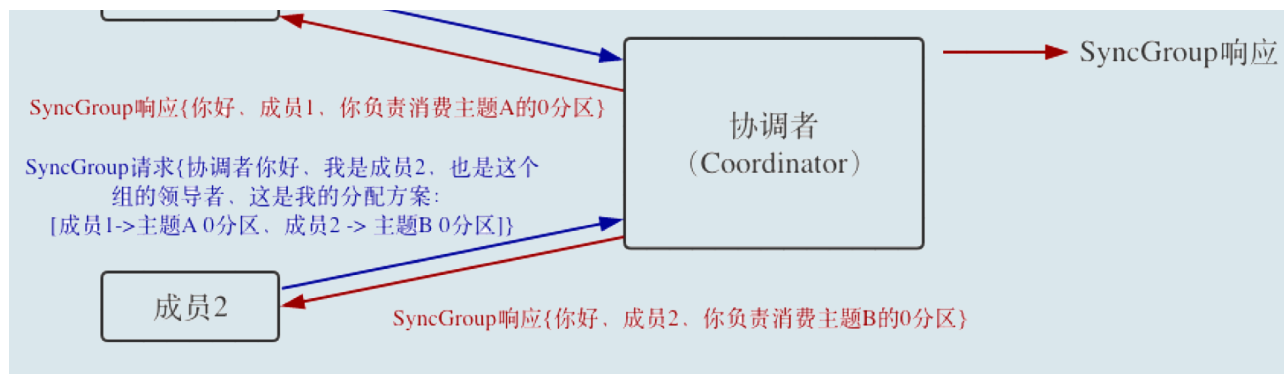 SyncGroup响应
SyncGroup响应{你好、成员1、你负责消费主题A的0分区}
协调者
（Coordinator）
SyncGroup请求{协调者你好、我是成员2、也是这个
组的领导者、这是我的分配方案:
[成员1->主题A 0分区、成员2 -> 主题B 0分区]}
成员2
SyncGroup响应{你好、成员2、你负责消费主题B的0分区}